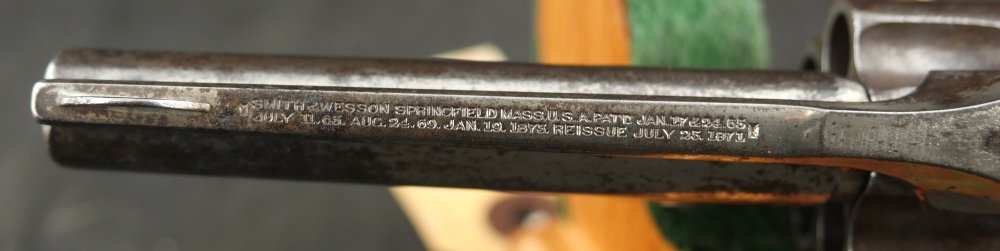 SMITH & WESSON SPRINGFIELD MASS U.S.A. PAT'D JAN. 17 & 24. 65
JULY 11. 65. AUG. 24. 69. JAN. 19. 1875. REISSUE JULY 25. 1871